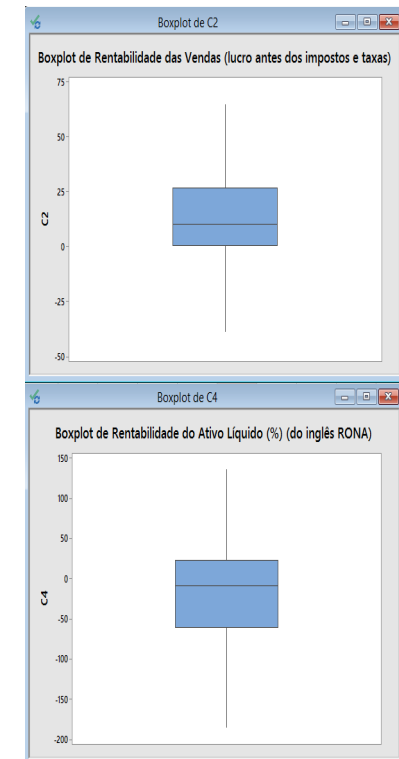 Boxplot de C2
Boxplot de Rentabilidade das Vendas (lucro antes dos impostos e taxas)
75
50
25
0
-25
-50
C2
Boxplot de C4
Boxplot de Rentabilidade do Ativo Líquido (%) (do inglês RONA)
150
100
50
0
-50
-100
-150
-200
C4